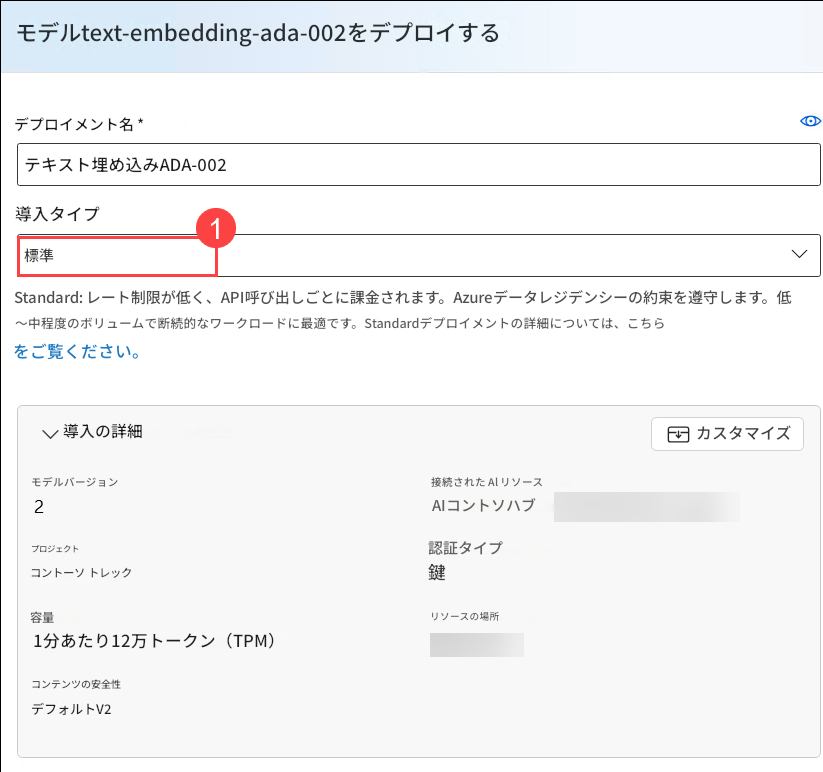 モデルtext-embedding-ada-002をデプロイする
デプロイメント名 *
テキスト埋め込みADA-002
導入タイプ
1
標準
Standard: レート制限が低く、API呼び出しごとに課金されます。Azureデータレジデンシーの約束を遵守します。低
～中程度のボリュームで断続的なワークロードに最適です。Standardデプロイメントの詳細については、こちら
をご覧ください。
導入の詳細
カスタマイズ
モデルバージョン
2
接続された AI リソース
AIコントソハブ
プロジェクト
コントーソ トレック
認証タイプ
鍵
容量
1分あたり12万トークン（TPM）
リソースの場所
コンテンツの安全性
デフォルトV2